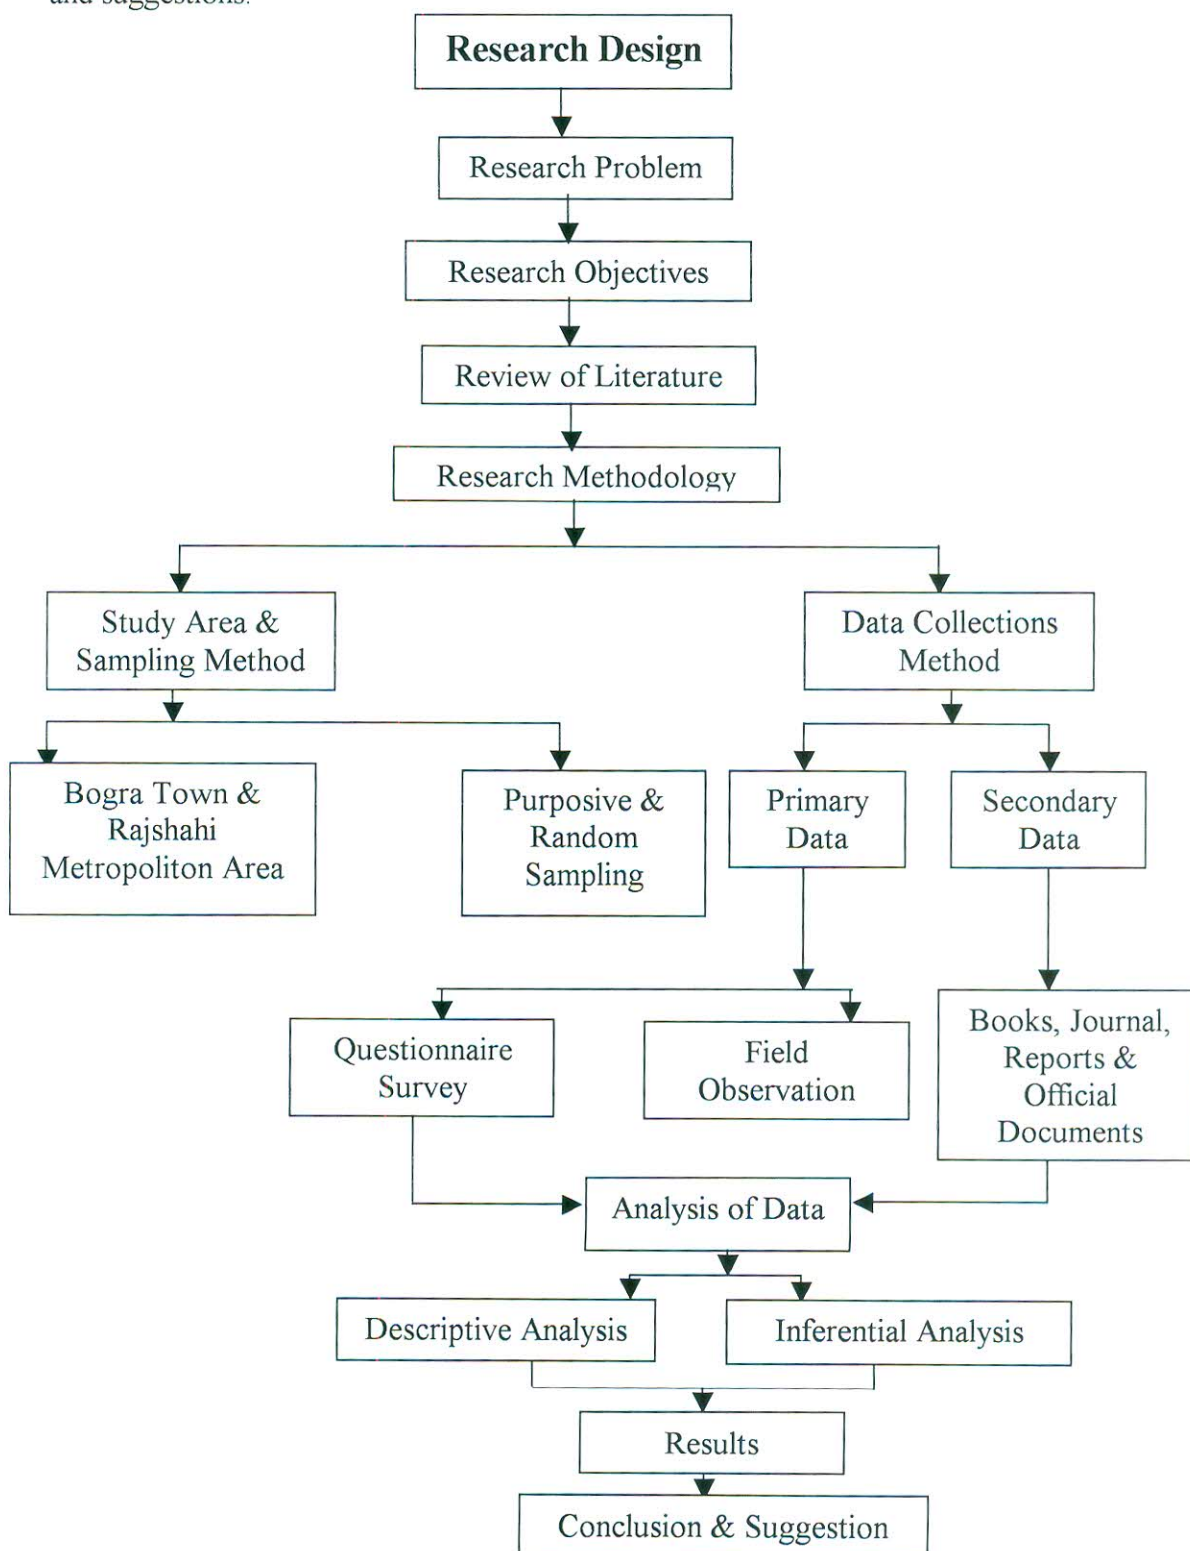 and suggestions.
Research Design
Research Problem
Research Objectives
Review of Literature
Research Methodology
Study Area &
Sampling Method
Data Collections
Method
Bogra Town &
Rajshahi
Metropoliton Area
Purposive &
Random
Sampling
Primary
Data
Secondary
Data
Questionnaire
Survey
Field
Observation
Books, Journal,
Reports &
Official
Documents
Analysis of Data
Descriptive Analysis
Inferential Analysis
Results
Conclusion & Suggestion